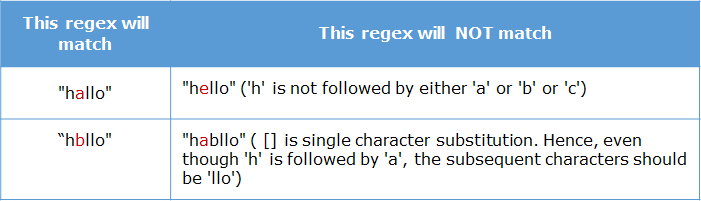 This regex will
match
This regex will NOT match
"hallo"
"hello" ('h' is not followed by either 'a' or 'b' or 'c')
“hbllo"
"habllo" ( [] is single character substitution. Hence, even
though 'h' is followed by 'a', the subsequent characters should
be 'llo')